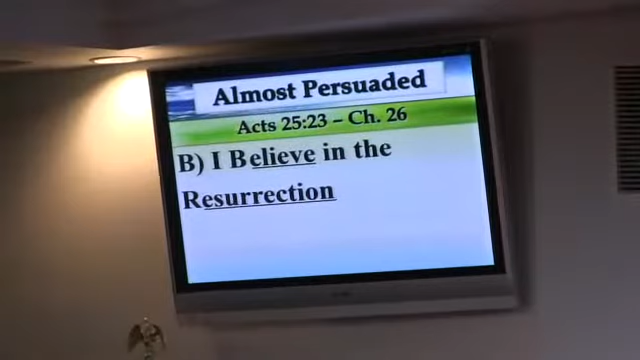 Almost Persuaded
Acts 25:23 – Ch. 26
B) I Believe in the
Resurrection